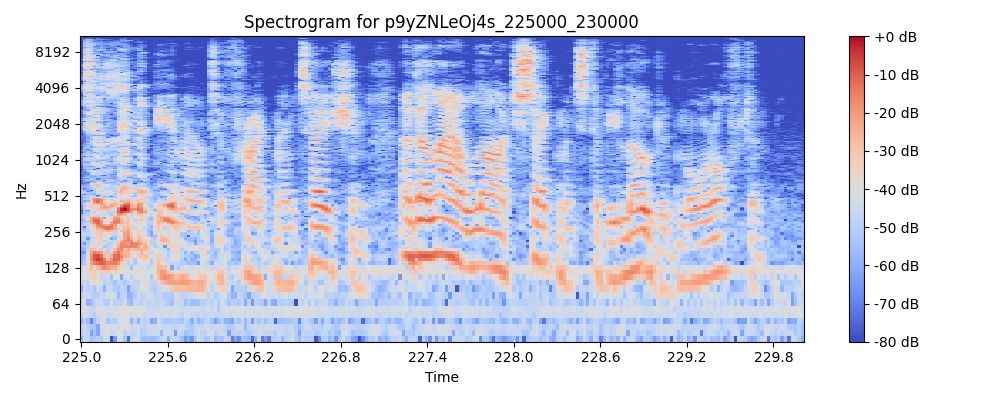 Spectrogram for p9yZNLeOj4s_225000_230000
8192
4096
2048
1024
512
256
128
64
0
Hz
225.0 225.6 226.2 226.8 227.4 228.0 228.6 229.2 229.8
Time
+0 dB
-10 dB
-20 dB
-30 dB
-40 dB
-50 dB
-60 dB
-70 dB
-80 dB